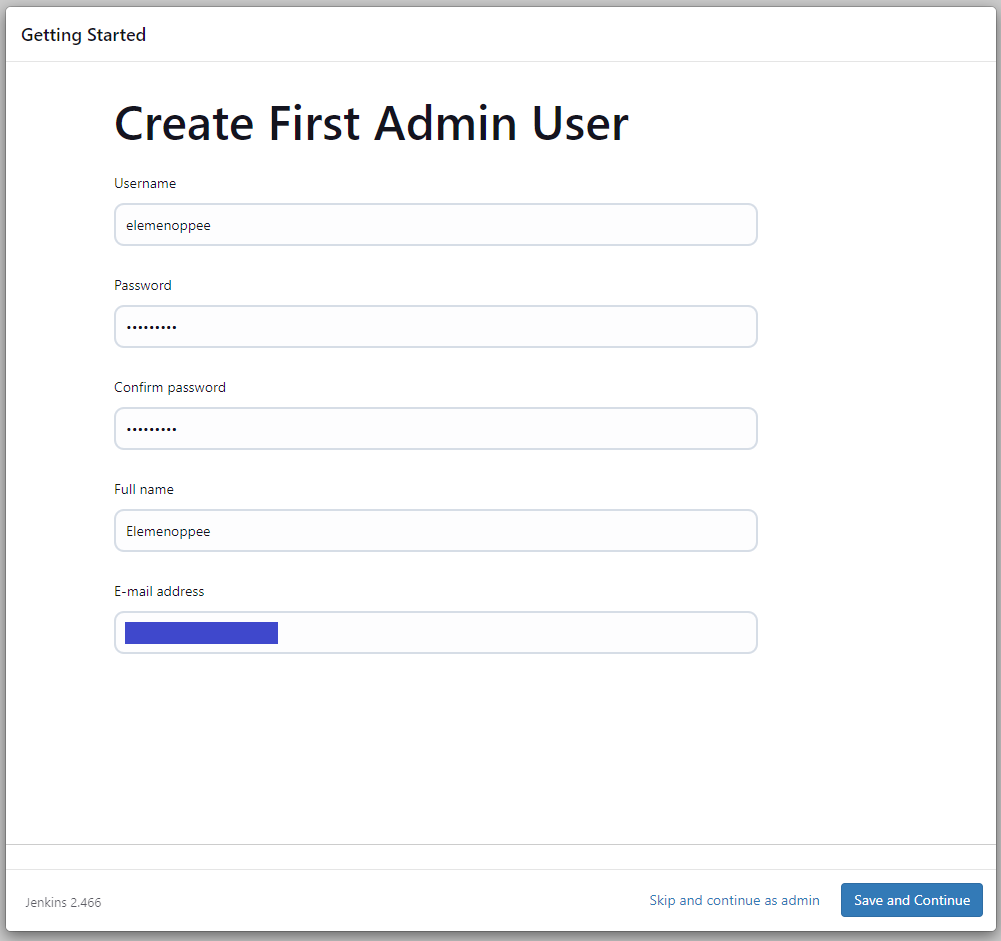 Getting Started
Create First Admin User
Username
elemenoppee
Password
•••••••••
Confirm password
•••••••••
Full name
Elemenoppee
E-mail address
Jenkins 2.466
Skip and continue as admin
Save and Continue